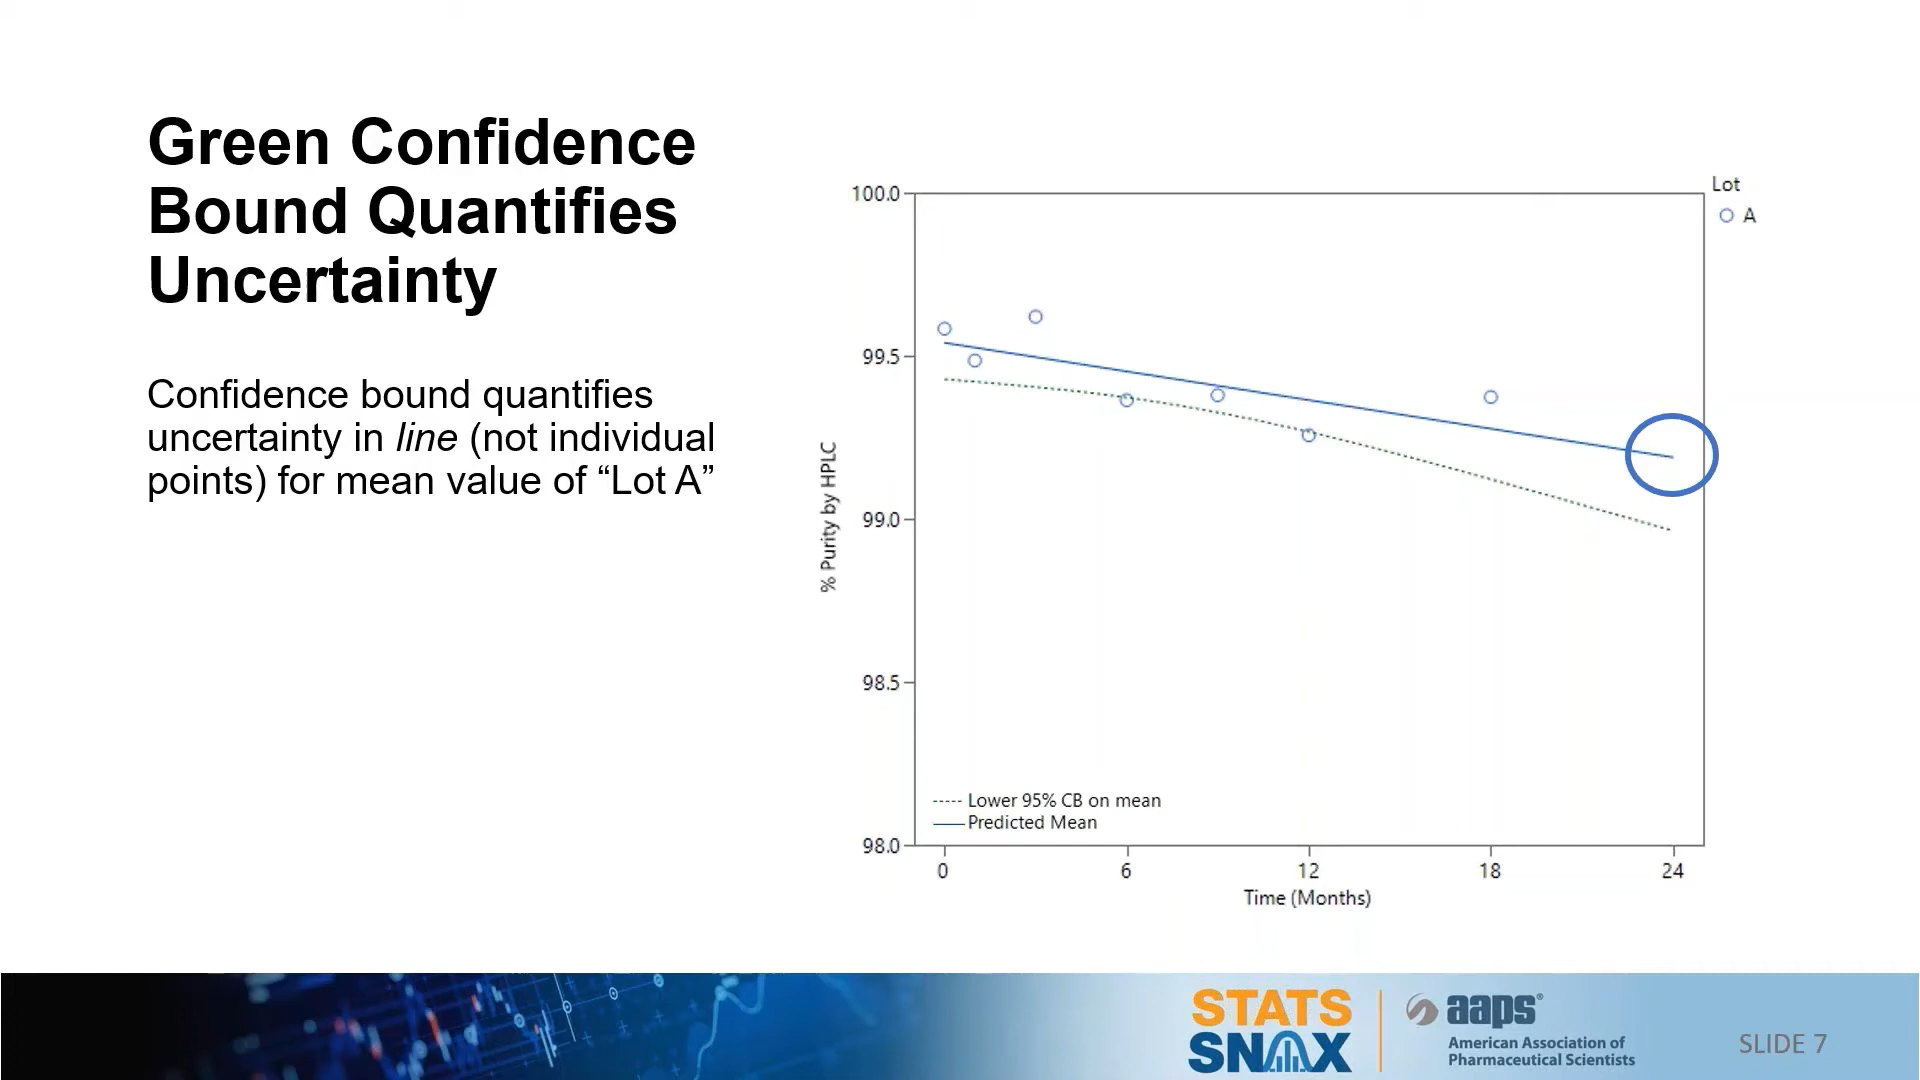 Green Confidence
Bound Quantifies
Uncertainty
Confidence bound quantifies
uncertainty in line (not individual
points) for mean value of “Lot A”
Lot
A
100.0
99.5
99.0
98.5
98.0
% Purity by HPLC
Lower 95% CB on mean
Predicted Mean
0 6 12 18 24
Time (Months)
STATS
SNAX
aaps®
American Association of
Pharmaceutical Scientists
SLIDE 7